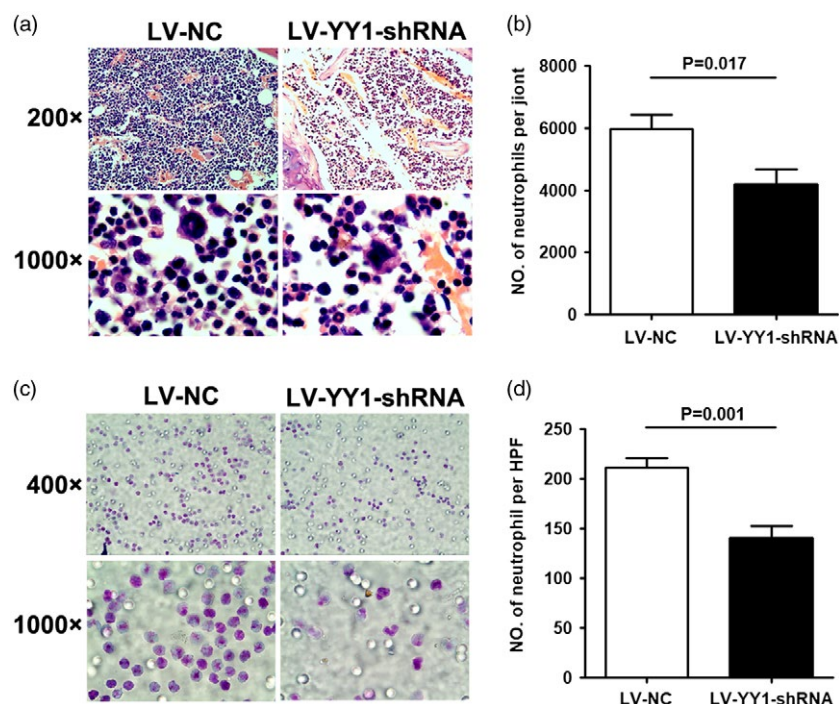 (a)
LV-NC LV-YY1-shRNA
200×
1000×
(b)
P=0.017
NO. of neutrophils per jiont
8000
6000
4000
2000
0
LV-NC LV-YY1-shRNA
(c)
LV-NC LV-YY1-shRNA
400×
1000×
(d)
P=0.001
NO. of neutrophil per HPF
250
200
150
100
50
0
LV-NC LV-YY1-shRNA